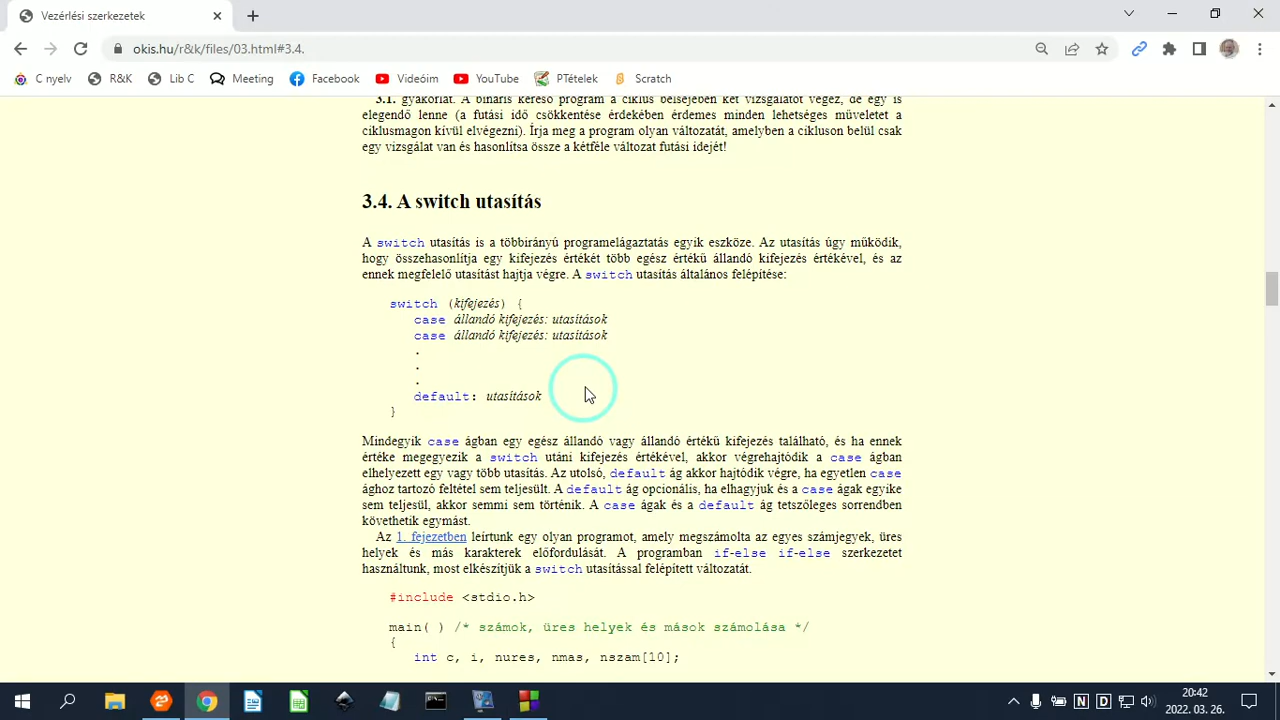 Vezérlési szerkezetek
okis.hu/r&k/files/03.html#3.4.
C nyelv R&K Lib C Meeting Facebook Videóim YouTube PTételek Scratch
3.1. gyakorlat. A bináris kereső program a ciklus belsejében két vizsgálatot végez, de egy is
elegendő lenne (a futási idő csökkentése érdekében érdemes minden lehetséges műveletet a
ciklusmagon kívül elvégezni). Írja meg a program olyan változatát, amelyben a cikluson belül csak
egy vizsgálat van és hasonlítsa össze a kétféle változat futási idejét!
3.4. A switch utasítás
A switch utasítás is a többirányú programelágaztatás egyik eszköze. Az utasítás úgy működik,
hogy összehasonlítja egy kifejezés értékét több egész értékű állandó kifejezés értékével, és az
ennek megfelelő utasítást hajtja végre. A switch utasítás általános felépítése:
switch (kifejezés) {
case állandó kifejezés: utasítások
case állandó kifejezés: utasítások
.
.
.
default: utasítások
}
Mindegyik case ágban egy egész állandó vagy állandó értékű kifejezés található, és ha ennek
értéke megegyezik a switch utáni kifejezés értékével, akkor végrehajtódik a case ágban
elhelyezett egy vagy több utasítás. Az utolsó, default ág akkor hajtódik végre, ha egyetlen case
ághoz tartozó feltétel sem teljesült. A default ág opcionális, ha elhagyjuk és a case ágak egyike
sem teljesül, akkor semmi sem történik. A case ágak és a default ág tetszőleges sorrendben
követhetik egymást.
Az 1. fejezetben leírtunk egy olyan programot, amely megszámolta az egyes számjegyek, üres
helyek és más karakterek előfordulását. A programban if-else if-else szerkezetet
használtunk, most elkészítjük a switch utasítással felépített változatát.
#include <stdio.h>
main( ) /* számok, üres helyek és mások számolása */
{
int c, i, nures, nmas, nszam[10];
20:42
2022. 03. 26.